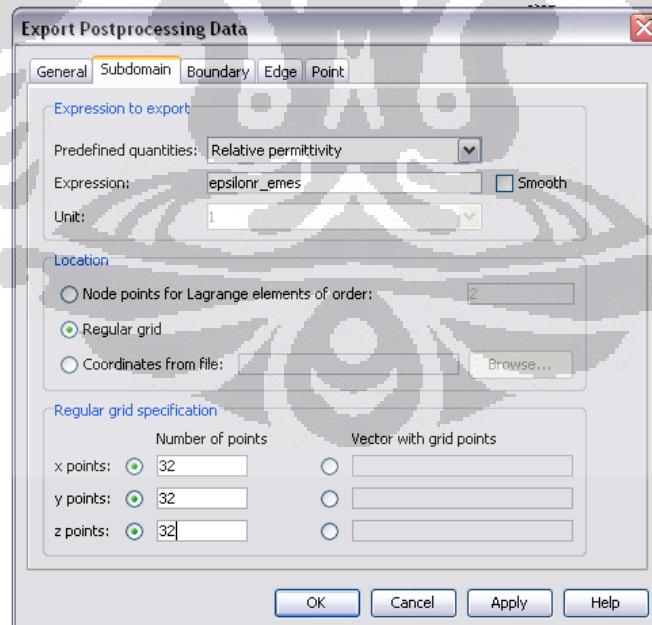 Export Postprocessing Data
General Subdomain Boundary Edge Point
Expression to export
Predefined quantities: Relative permittivity
Expression: epsilonr_emes Smooth
Unit: 1
Location
Node points for Lagrange elements of order: 2
Regular grid
Coordinates from file: Browse...
Regular grid specification
Number of points Vector with grid points
x points: 32
y points: 32
z points: 32
OK Cancel Apply Help